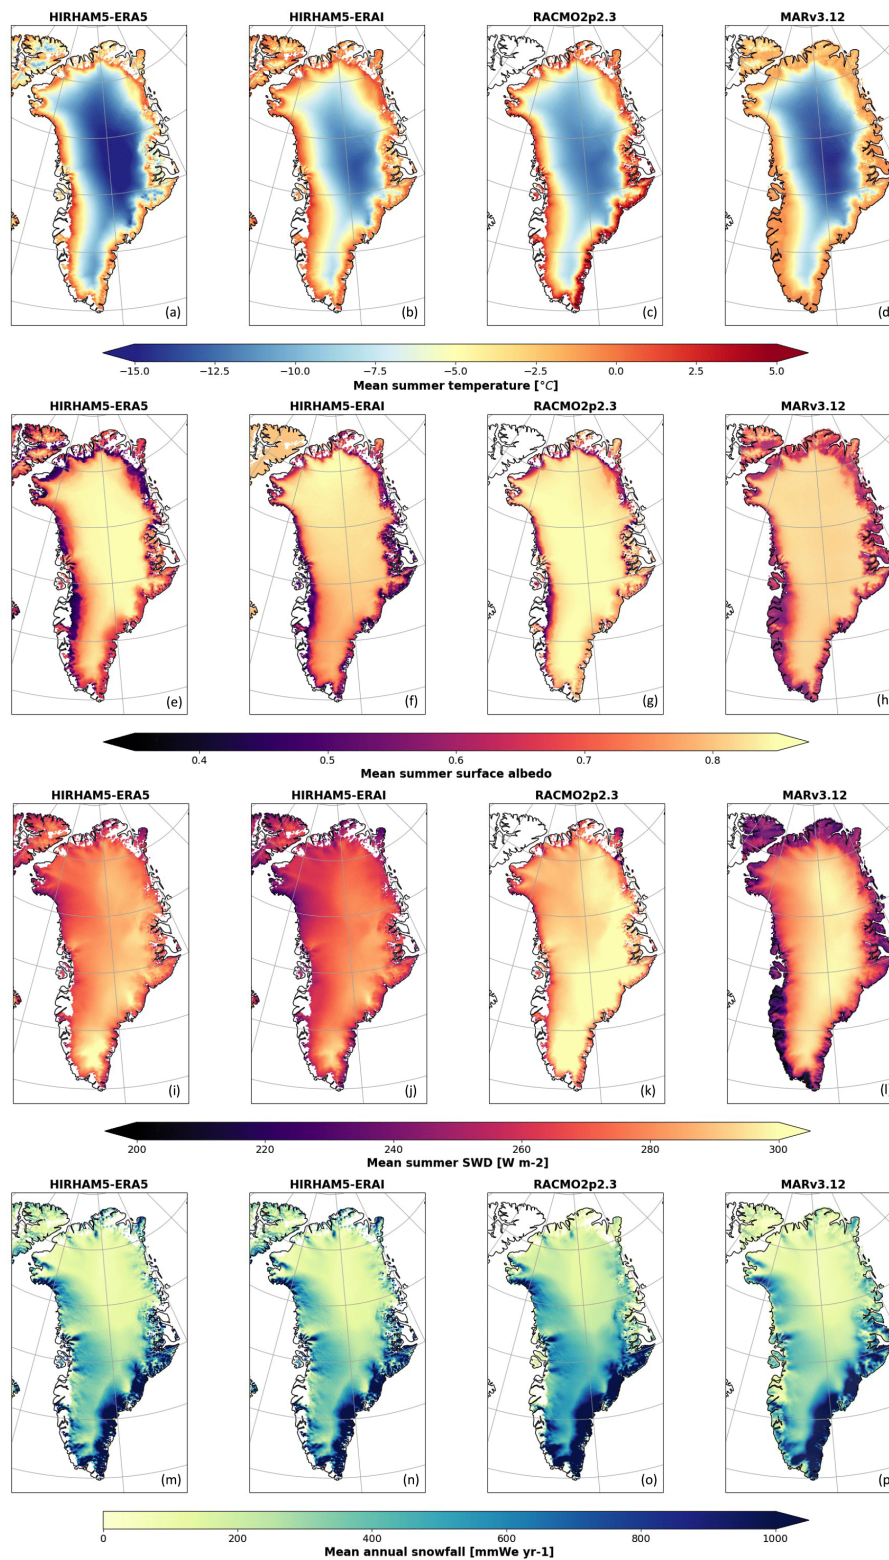 HIRHAM5-ERA5 HIRHAM5-ERAI RACMO2p2.3 MARv3.12
(a) (b) (c) (d
−15.0 −12.5 −10.0 −7.5 −5.0 −2.5 0.0 2.5 5.0
Mean summer temperature [°C]
HIRHAM5-ERA5 HIRHAM5-ERAI RACMO2p2.3 MARv3.12
(e) (f) (g) (h
0.4 0.5 0.6 0.7 0.8
Mean summer surface albedo
HIRHAM5-ERA5 HIRHAM5-ERAI RACMO2p2.3 MARv3.12
(i) (j) (k) (l)
200 220 240 260 280 300
Mean summer SWD [W m-2]
HIRHAM5-ERA5 HIRHAM5-ERAI RACMO2p2.3 MARv3.12
(m) (n) (o) (p
0 200 400 600 800 1000
Mean annual snowfall [mmWe yr-1]